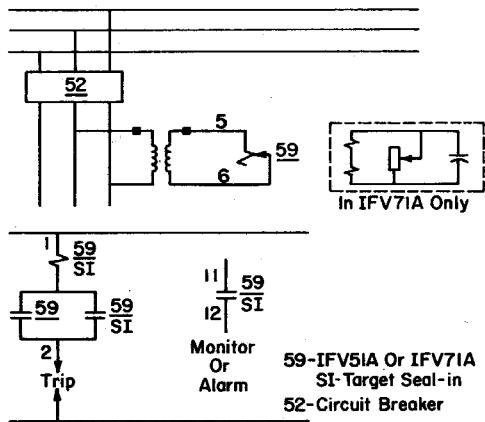 52
5
59
6
In IFV71A Only
1
59
SI
59
59
SI
2
Trip
11
59
SI
12
Monitor
Or
Alarm
59-IFV51A Or IFV71A
SI-Target Seal-in
52-Circuit Breaker